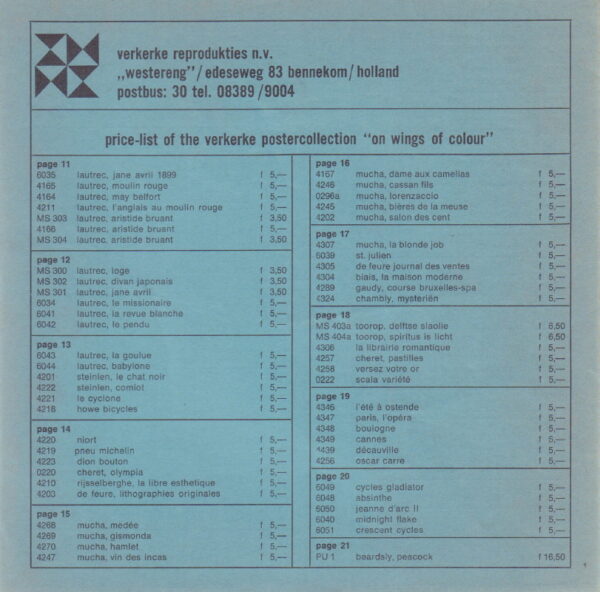 verkerke reprodukties n.v.
„westereng"/edeseweg 83 bennekom/holland
postbus: 30 tel. 08389/9004
price-list of the verkerke postercollection "on wings of colour"
page 11
6035 lautrec, jane avril 1899 f 5,—
4165 lautrec, moulin rouge f 5,—
4164 lautrec, may belfort f 5,—
4211 lautrec, l'anglais au moulin rouge f 5,—
MS 303 lautrec, aristide bruant f 3,50
4166 lautrec, aristide bruant f 5,—
MS 304 lautrec, aristide bruant f 3,50
page 12
MS 300 lautrec, loge f 3,50
MS 302 lautrec, divan japonais f 3,50
MS 301 lautrec, jane avril f 3,50
6034 lautrec, le missionaire f 5,—
6041 lautrec, la revue blanche f 5,—
6042 lautrec, le pendu f 5,—
page 13
6043 lautrec, la goulue f 5,—
6044 lautrec, babylone f 5,—
4201 steinlen, le chat noir f 5,—
4222 steinlen, comiot f 5,—
4221 le cyclone f 5,—
4218 howe bicycles f 5,—
page 14
4220 niort f 5,—
4219 pneu michelin f 5,—
4223 dion bouton f 5,—
0220 cheret, olympia f 5,—
4210 rijsselberghe, la libre esthetique f 5,—
4203 de feure, lithographies originales f 5,—
page 15
4268 mucha, medée f 5,—
4269 mucha, gismonda f 5,—
4270 mucha, hamlet f 5,—
4247 mucha, vin des incas f 5,—
page 16
4167 mucha, dame aux camelias f 5,—
4246 mucha, cassan fils f 5,—
0296a mucha, lorenzaccio f 5,—
4245 mucha, bières de la meuse f 5,—
4202 mucha, salon des cent f 5,—
page 17
4307 mucha, la blonde job f 5,—
6039 st. julien f 5,—
4305 de feure journal des ventes f 5,—
4304 biais, la maison moderne f 5,—
4289 gaudy, course bruxelles-spa f 5,—
4324 chambly, mysteriën f 5,—
page 18
MS 403a toorop, delftse slaolie f 6,50
MS 404a toorop, spiritus is licht f 6,50
4306 la librairie romantique f 5,—
4257 cheret, pastilles f 5,—
4258 versez votre or f 5,—
0222 scala variété f 5,—
page 19
4346 l'été à ostende f 5,—
4347 paris, l'opéra f 5,—
4348 boulogne f 5,—
4349 cannes f 5,—
4439 décauville f 5,—
4256 oscar carre f 5,—
page 20
6049 cycles gladiator f 5,—
6048 absinthe f 5,—
6050 jeanne d'arc II f 5,—
6040 midnight flake f 5,—
6051 crescent cycles f 5,—
page 21
PU 1 beardsly, peacock f 16,50
1